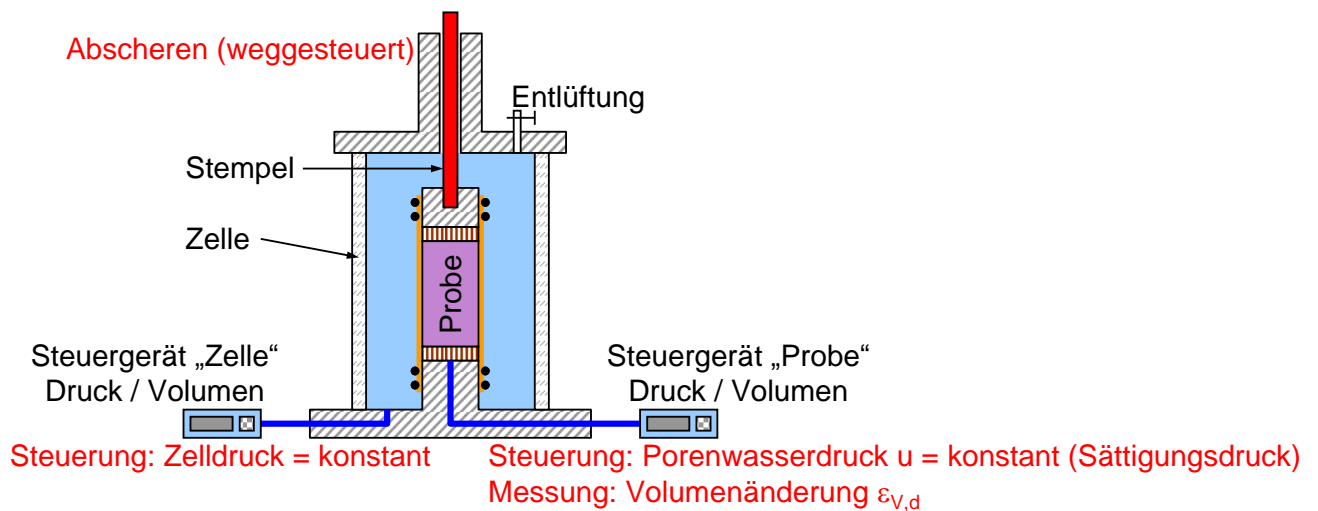 Abscheren (weggesteuert)
Entlüftung
Stempel
Zelle
Probe
Steuergerät „Zelle“
Druck / Volumen
Steuergerät „Probe“
Druck / Volumen
Steuerung: Zelldruck = konstant
Steuerung: Porenwasserdruck u = konstant (Sättigungsdruck)
Messung: Volumenänderung εV,d